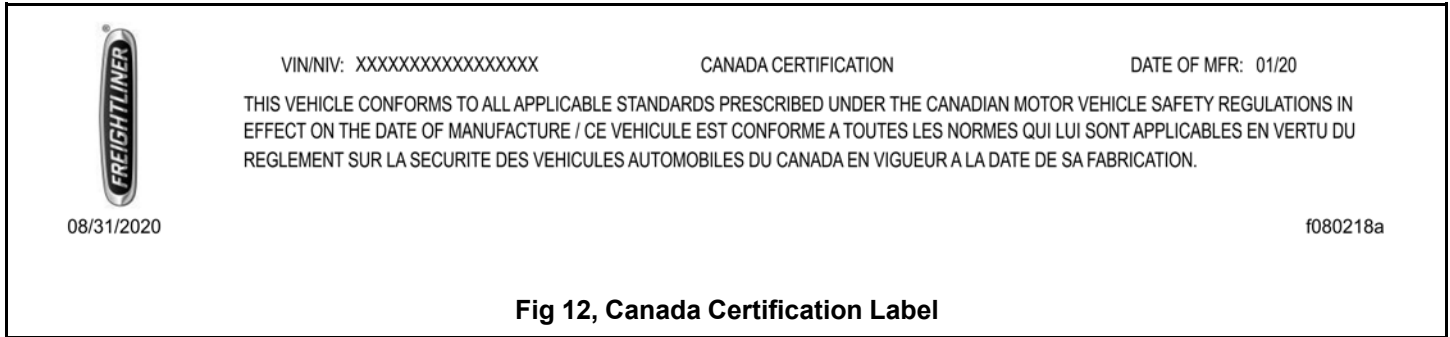 FREIGHTLINER ®
VIN/NIV: XXXXXXXXXXXXXXXXX CANADA CERTIFICATION DATE OF MFR: 01/20
THIS VEHICLE CONFORMS TO ALL APPLICABLE STANDARDS PRESCRIBED UNDER THE CANADIAN MOTOR VEHICLE SAFETY REGULATIONS IN
EFFECT ON THE DATE OF MANUFACTURE / CE VEHICULE EST CONFORME A TOUTES LES NORMES QUI LUI SONT APPLICABLES EN VERTU DU
REGLEMENT SUR LA SECURITE DES VEHICULES AUTOMOBILES DU CANADA EN VIGUEUR A LA DATE DE SA FABRICATION.
08/31/2020 f080218a
Fig 12, Canada Certification Label